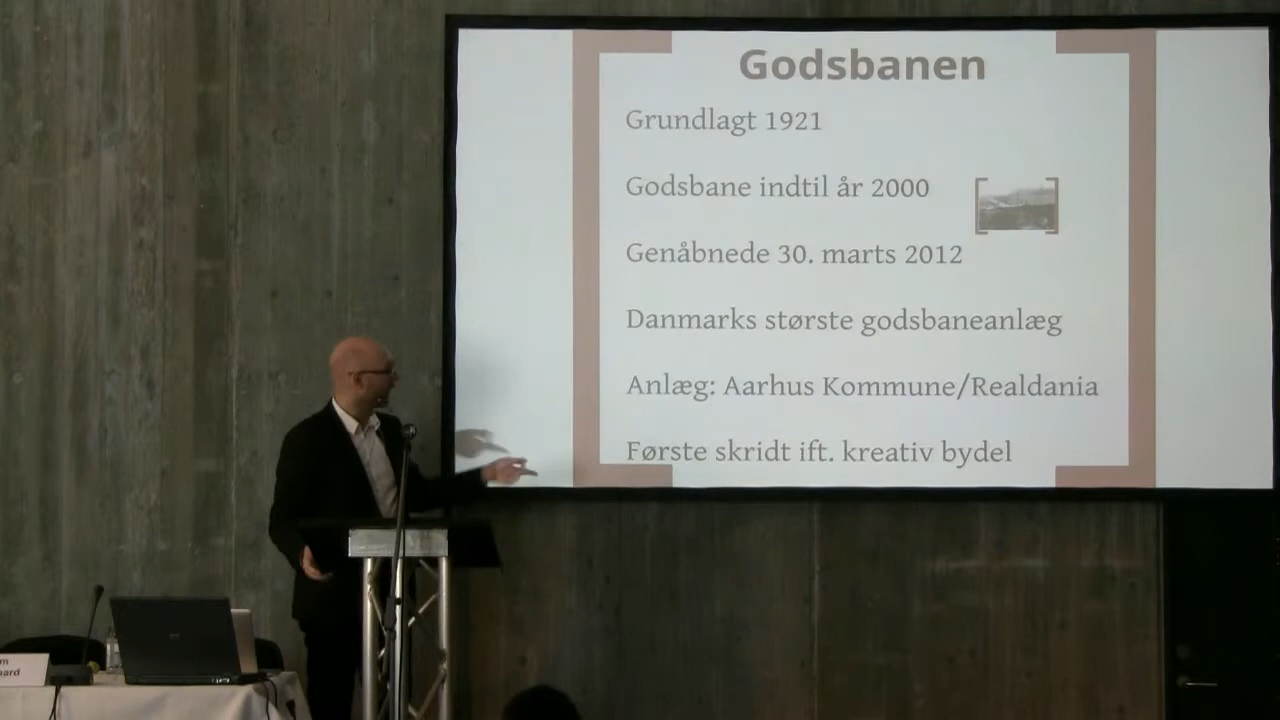 Godsbanen
Grundlagt 1921
Godsbane indtil år 2000
Genåbnede 30. marts 2012
Danmarks største godsbaneanlæg
Anlæg: Aarhus Kommune/Realdania
Første skridt ift. kreativ bydel